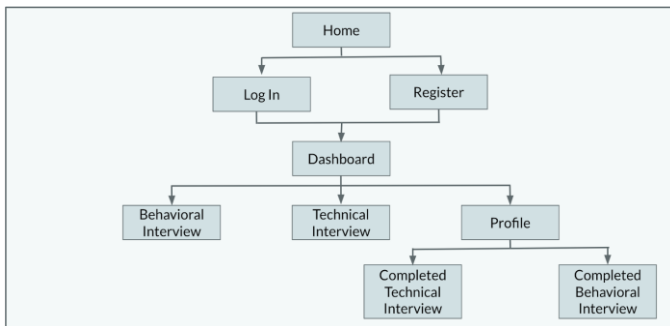 Home
Log In
Register
Dashboard
Behavioral
Interview
Technical
Interview
Profile
Completed
Technical
Interview
Completed
Behavioral
Interview